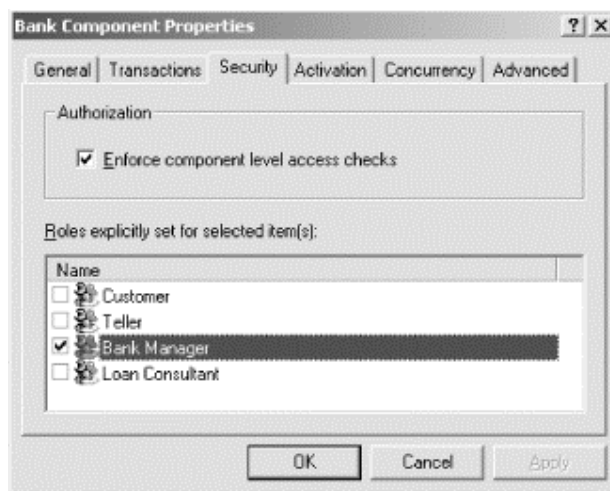 Bank Component Properties
General Transactions Security Activation Concurrency Advanced
Authorization
Enforce component level access checks
Roles explicitly set for selected item(s):
Name
Customer
Teller
Bank Manager
Loan Consultant
OK Cancel Apply